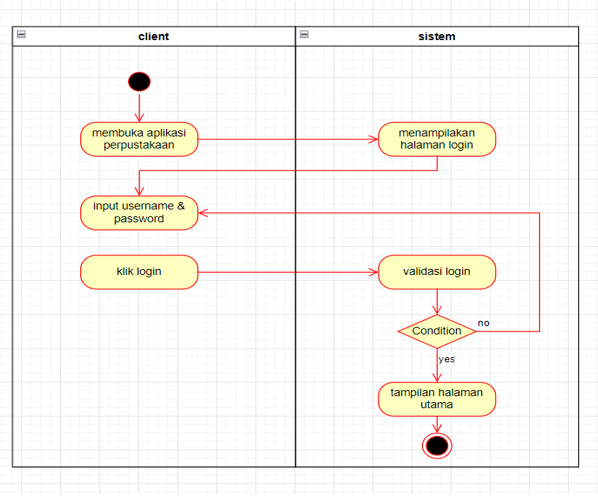 client
sistem
membuka aplikasi
perpustakaan
menampilakan
halaman login
input username &
password
klik login
validasi login
Condition
no
yes
tampilan halaman
utama